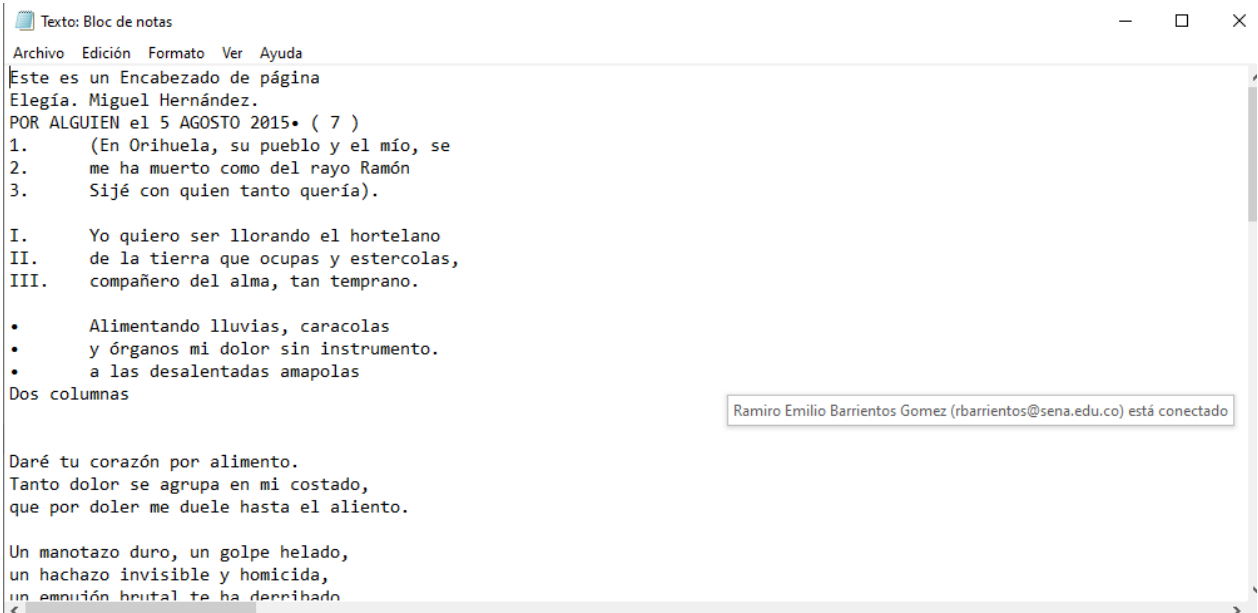 Texto: Bloc de notas
Archivo Edición Formato Ver Ayuda
Este es un Encabezado de página
Elegía. Miguel Hernández.
POR ALGUIEN el 5 AGOSTO 2015• ( 7 )
1. (En Orihuela, su pueblo y el mío, se
2. me ha muerto como del rayo Ramón
3. Sijé con quien tanto quería).
I. Yo quiero ser llorando el hortelano
II. de la tierra que ocupas y estercolas,
III. compañero del alma, tan temprano.
• Alimentando lluvias, caracolas
• y órganos mi dolor sin instrumento.
• a las desalentadas amapolas
Dos columnas
Ramiro Emilio Barrientos Gomez (rbarrientos@sena.edu.co) está conectado
Daré tu corazón por alimento.
Tanto dolor se agrupa en mi costado,
que por doler me duele hasta el aliento.
Un manotazo duro, un golpe helado,
un hachazo invisible y homicida,
un empujón brutal te ha derribado